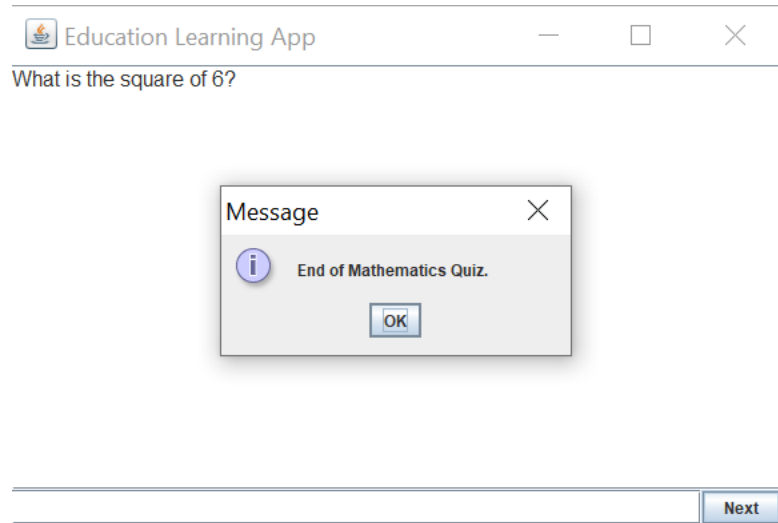 Education Learning App
What is the square of 6?
Message
End of Mathematics Quiz.
OK
Next